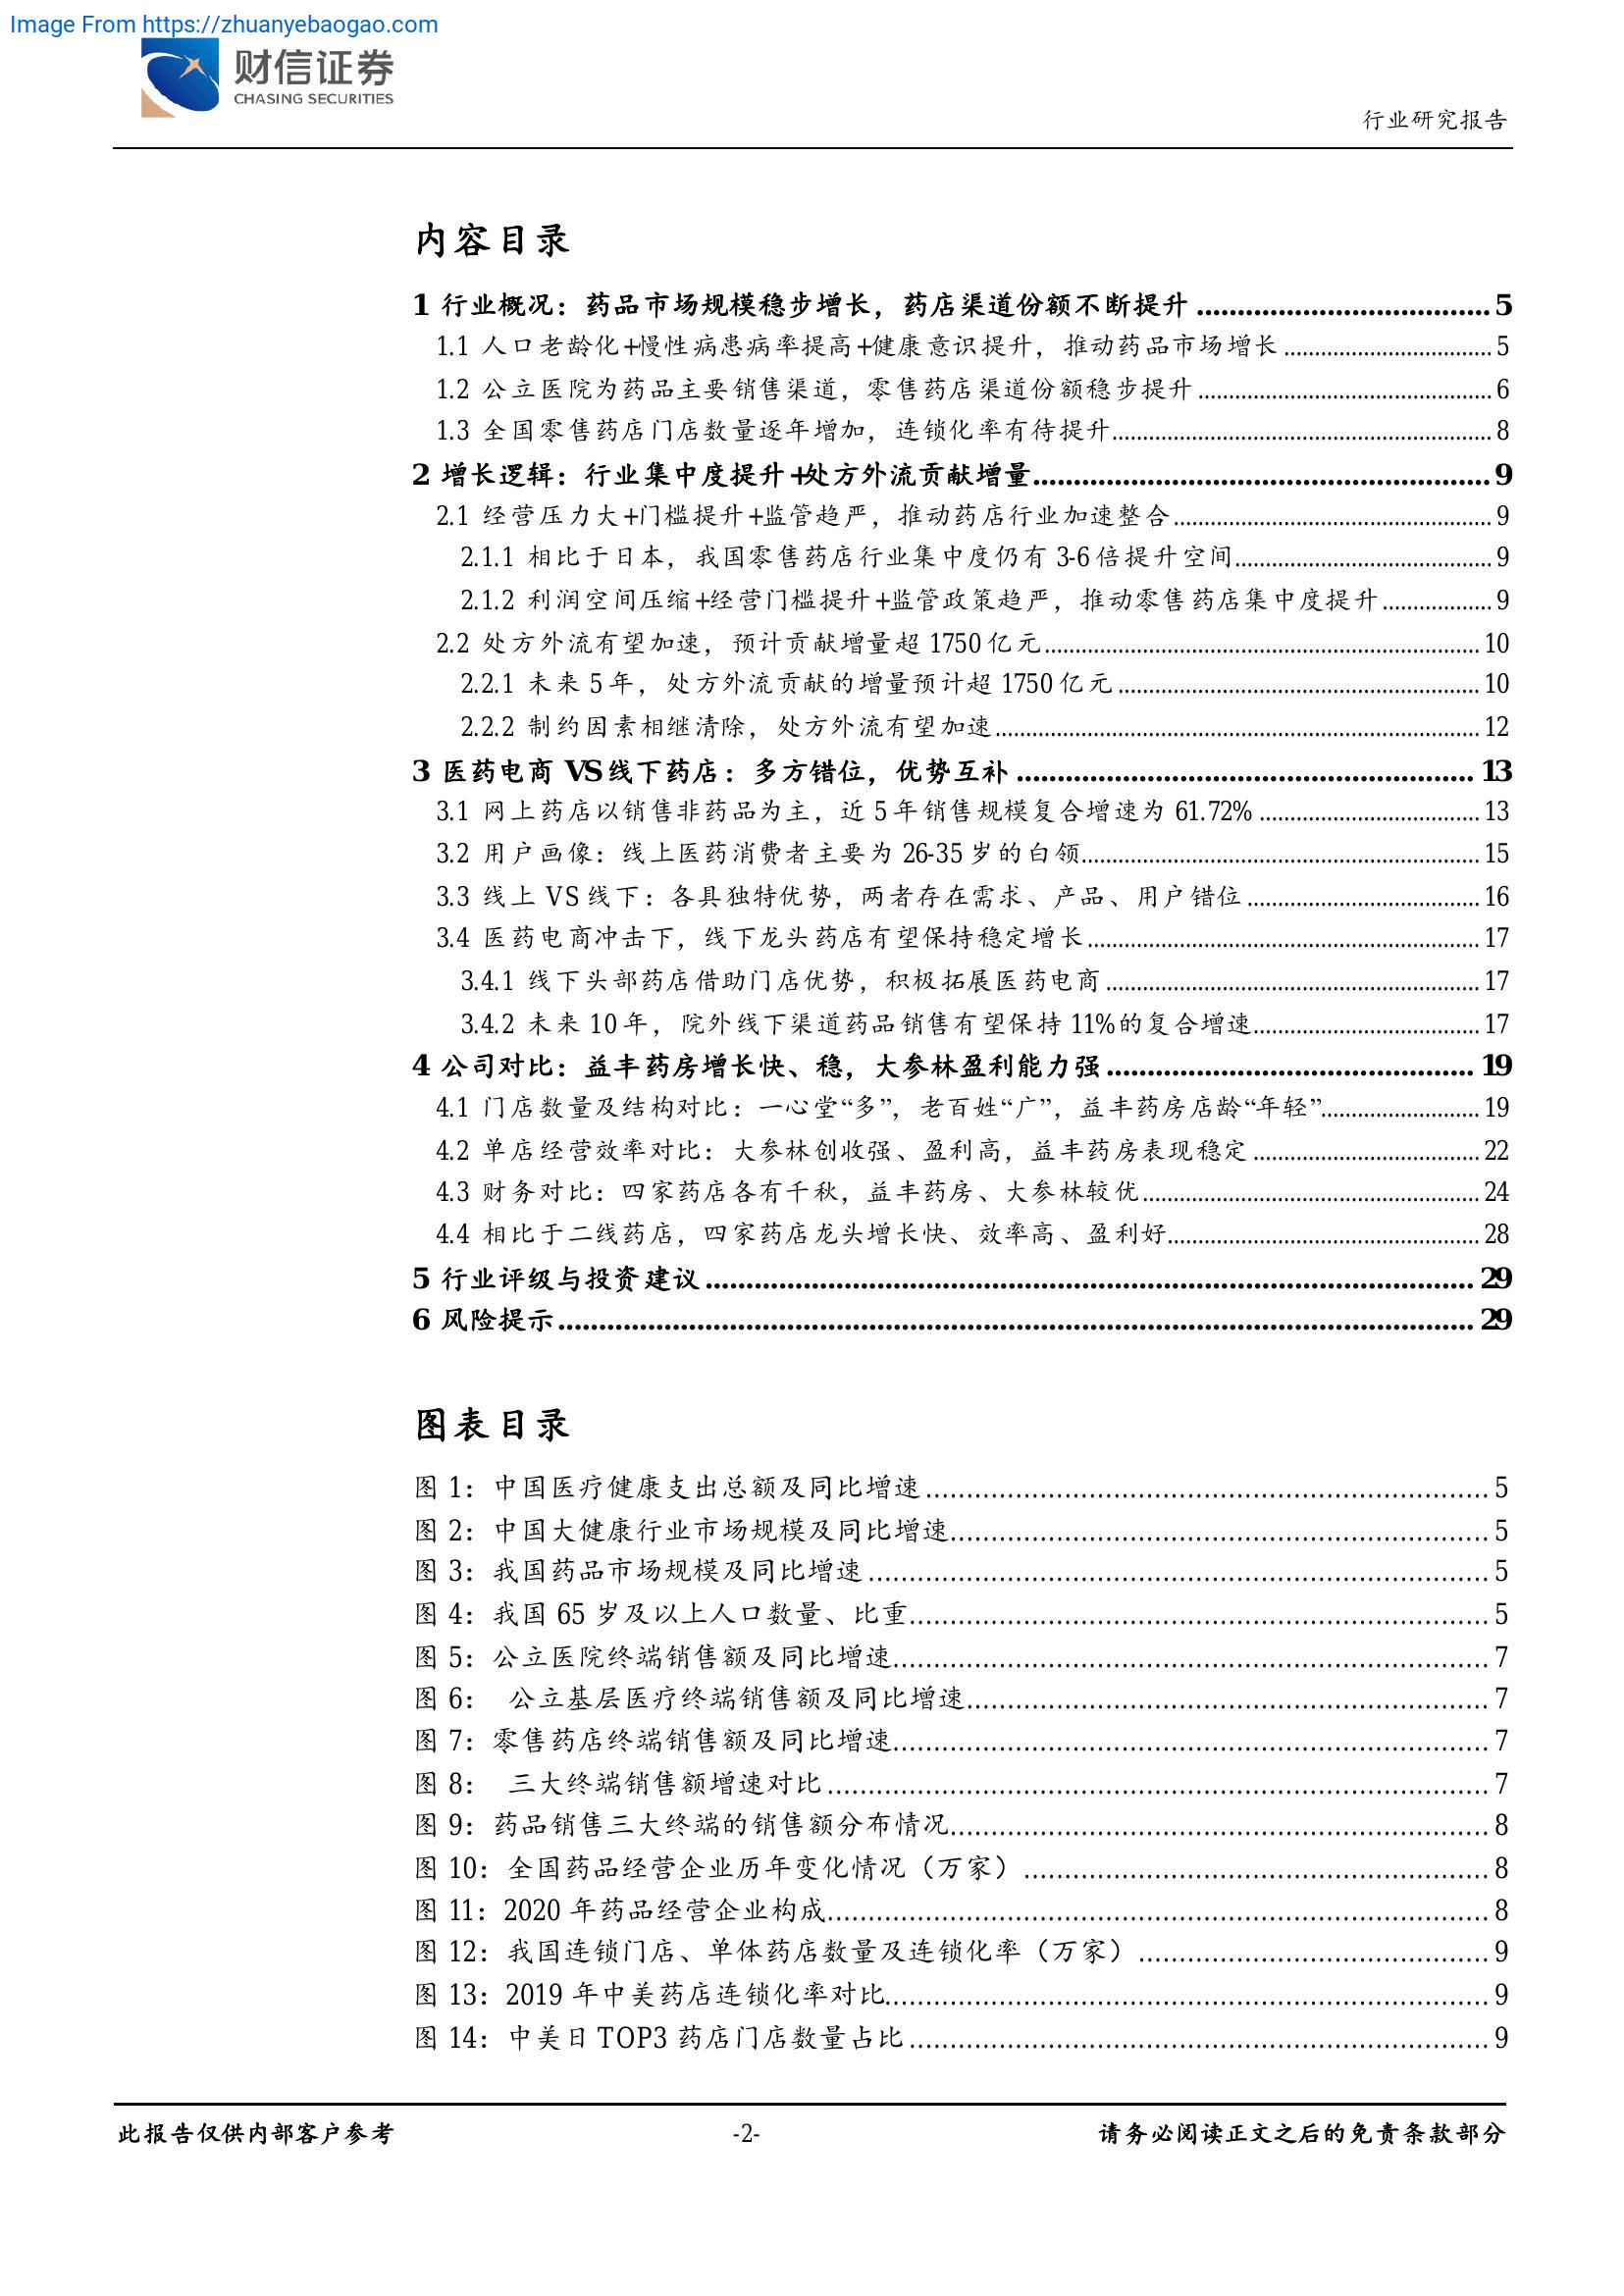 Image From https://zhuanyebaogao.com
财信证券
CHASING SECURITIES
行业研究报告
内容目录
1 行业概况：药品市场规模稳步增长，药店渠道份额不断提升....................................5
1.1 人口老龄化+慢性病患病率提高+健康意识提升，推动药品市场增长..................................5
1.2 公立医院为药品主要销售渠道，零售药店渠道份额稳步提升................................................6
1.3 全国零售药店门店数量逐年增加，连锁化率有待提升..............................................................8
2 增长逻辑：行业集中度提升+处方外流贡献增量........................................................9
2.1 经营压力大+门槛提升+监管趋严，推动药店行业加速整合....................................................9
2.1.1 相比于日本，我国零售药店行业集中度仍有 3-6 倍提升空间..........................................9
2.1.2 利润空间压缩+经营门槛提升+监管政策趋严，推动零售药店集中度提升..................9
2.2 处方外流有望加速，预计贡献增量超 1750 亿元.......................................................................10
2.2.1 未来 5 年，处方外流贡献的增量预计超 1750 亿元...........................................................10
2.2.2 制约因素相继清除，处方外流有望加速...............................................................................12
3 医药电商 VS 线下药店：多方错位，优势互补........................................................13
3.1 网上药店以销售非药品为主，近 5 年销售规模复合增速为 61.72%....................................13
3.2 用户画像：线上医药消费者主要为 26-35 岁的白领.................................................................15
3.3 线上 VS 线下：各具独特优势，两者存在需求、产品、用户错位......................................16
3.4 医药电商冲击下，线下龙头药店有望保持稳定增长................................................................17
3.4.1 线下头部药店借助门店优势，积极拓展医药电商.............................................................17
3.4.2 未来 10 年，院外线下渠道药品销售有望保持 11%的复合增速.....................................17
4 公司对比：益丰药房增长快、稳，大参林盈利能力强.............................................19
4.1 门店数量及结构对比：一心堂“多”，老百姓“广”，益丰药房店龄“年轻”..........................19
4.2 单店经营效率对比：大参林创收强、盈利高，益丰药房表现稳定.....................................22
4.3 财务对比：四家药店各有千秋，益丰药房、大参林较优.......................................................24
4.4 相比于二线药店，四家药店龙头增长快、效率高、盈利好...................................................28
5 行业评级与投资建议..............................................................................................29
6 风险提示................................................................................................................29
图表目录
图 1：中国医疗健康支出总额及同比增速.....................................................................5
图 2：中国大健康行业市场规模及同比增速..................................................................5
图 3：我国药品市场规模及同比增速............................................................................5
图 4：我国 65 岁及以上人口数量、比重.......................................................................5
图 5：公立医院终端销售额及同比增速.........................................................................7
图 6： 公立基层医疗终端销售额及同比增速................................................................7
图 7：零售药店终端销售额及同比增速.........................................................................7
图 8： 三大终端销售额增速对比..................................................................................7
图 9：药品销售三大终端的销售额分布情况..................................................................8
图 10：全国药品经营企业历年变化情况（万家）.........................................................8
图 11：2020 年药品经营企业构成.................................................................................8
图 12：我国连锁门店、单体药店数量及连锁化率（万家）...........................................9
图 13：2019 年中美药店连锁化率对比..........................................................................9
图 14：中美日 TOP3 药店门店数量占比.......................................................................9
此报告仅供内部客户参考
-2-
请务必阅读正文之后的免责条款部分